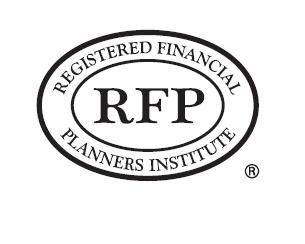 REGISTERED FINANCIAL
RFP
PLANNERS INSTITUTE
®